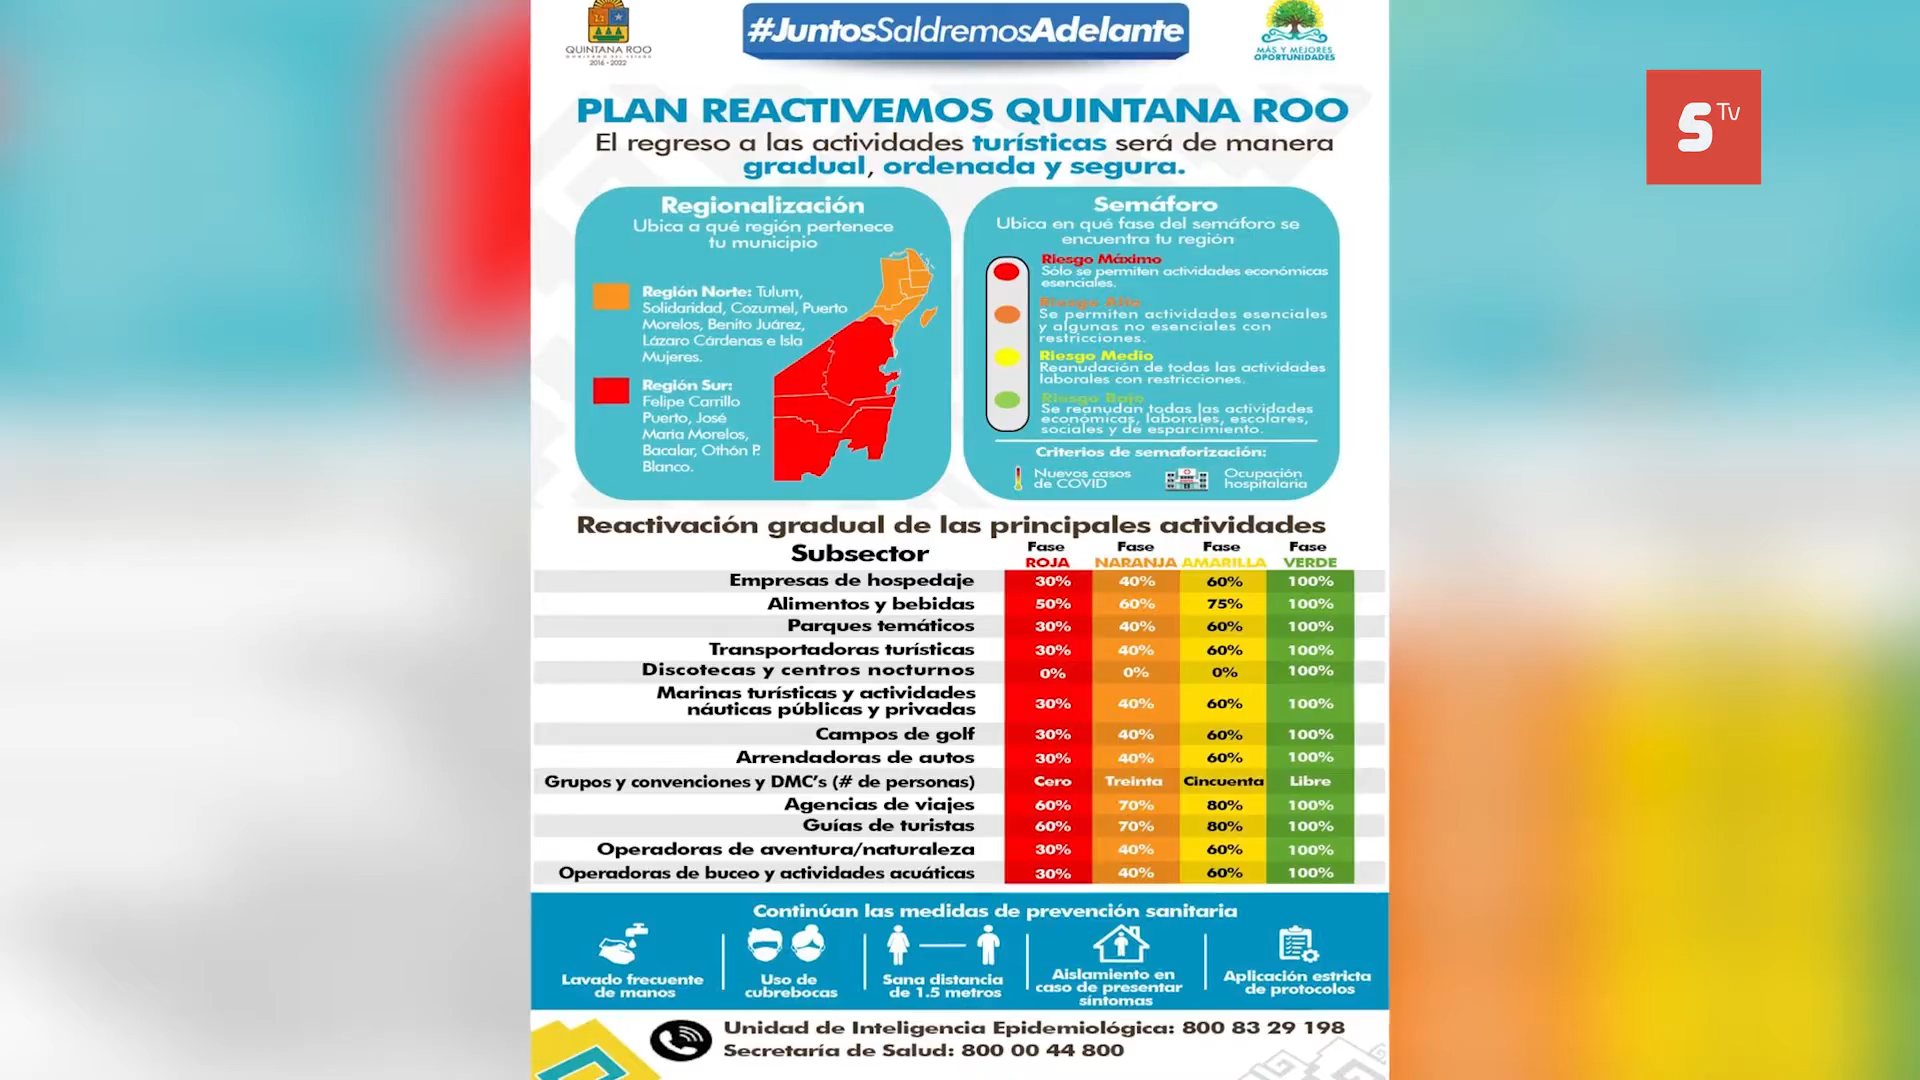 QUINTANA ROO
2016 - 2022
#JuntosSaldremosAdelante
MÁS Y MEJORES
OPORTUNIDADES
STv
PLAN REACTIVEMOS QUINTANA ROO
El regreso a las actividades turísticas será de manera
gradual, ordenada y segura.
Regionalización
Ubica a qué región pertenece
tu municipio
Región Norte: Tulum,
Solidaridad, Cozumel, Puerto
Morelos, Benito Juárez,
Lázaro Cárdenas e Isla
Mujeres.
Región Sur:
Felipe Carrillo
Puerto, José
María Morelos,
Bacalar, Othón P.
Blanco.
Semáforo
Ubica en qué fase del semáforo se
encuentra tu región
Riesgo Máximo
Sólo se permiten actividades económicas
esenciales.
Riesgo Alto
Se permiten actividades esenciales
y algunas no esenciales con
restricciones.
Riesgo Medio
Reanudación de todas las actividades
laborales con restricciones.
Riesgo Bajo
Se reanudan todas las actividades
económicas, laborales, escolares,
sociales y de esparcimiento.
Criterios de semaforización:
Nuevos casos
de COVID
Ocupación
hospitalaria
Reactivación gradual de las principales actividades
Subsector Fase ROJA Fase NARANJA Fase AMARILLA Fase VERDE
Empresas de hospedaje 30% 40% 60% 100%
Alimentos y bebidas 50% 60% 75% 100%
Parques temáticos 30% 40% 60% 100%
Transportadoras turísticas 30% 40% 60% 100%
Discotecas y centros nocturnos 0% 0% 0% 100%
Marinas turísticas y actividades
náuticas públicas y privadas 30% 40% 60% 100%
Campos de golf 30% 40% 60% 100%
Arrendadoras de autos 30% 40% 60% 100%
Grupos y convenciones y DMC's (# de personas) Cero Treinta Cincuenta Libre
Agencias de viajes 60% 70% 80% 100%
Guías de turistas 60% 70% 80% 100%
Operadoras de aventura/naturaleza 30% 40% 60% 100%
Operadoras de buceo y actividades acuáticas 30% 40% 60% 100%
Continúan las medidas de prevención sanitaria
Lavado frecuente
de manos
Uso de
cubrebocas
Sana distancia
de 1.5 metros
Aislamiento en
caso de presentar
síntomas
Aplicación estricta
de protocolos
Unidad de Inteligencia Epidemiológica: 800 83 29 198
Secretaría de Salud: 800 00 44 800